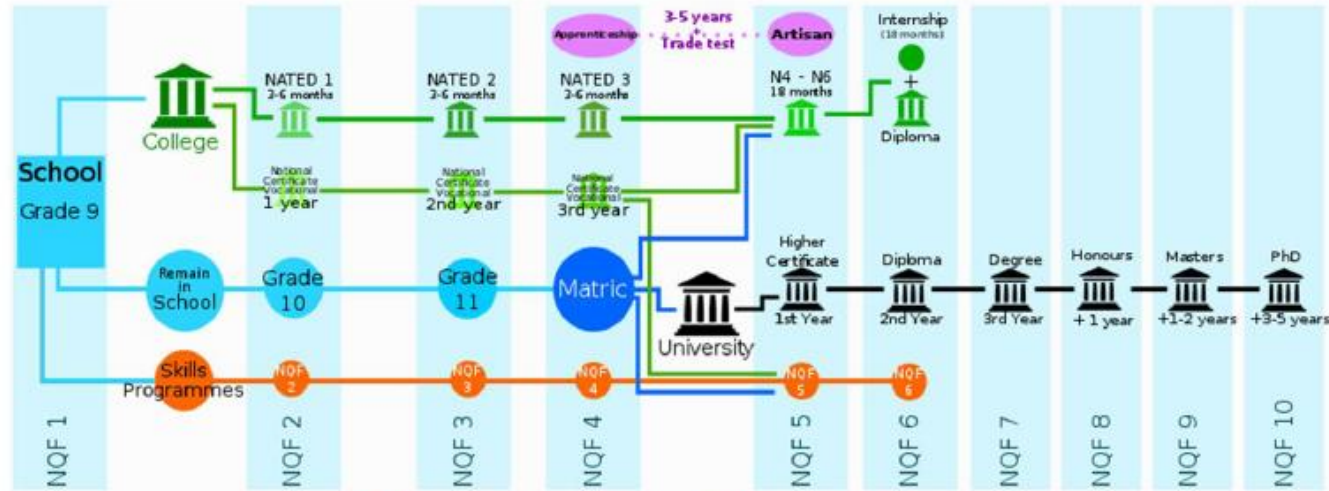 3-5 years
+
Trade test
Apprenticeship
Artisan
Internship
(18 months)
+
Diploma
NATED 1
3-6 months
NATED 2
3-6 months
NATED 3
3-6 months
N4 - N6
18 months
College
School
Grade 9
National
Certificate
Vocational
1 year
National
Certificate
Vocational
2nd year
National
Certificate
Vocational
3rd year
Remain
in
School
Grade
10
Grade
11
Matric
University
Higher
Certificate
1st Year
Diploma
2nd Year
Degree
3rd Year
Honours
+ 1 year
Masters
+1-2 years
PhD
+3-5 years
Skills
Programmes
NQF
2
NQF
3
NQF
4
NQF
5
NQF
6
NQF 1
NQF 2
NQF 3
NQF 4
NQF 5
NQF 6
NQF 7
NQF 8
NQF 9
NQF 10